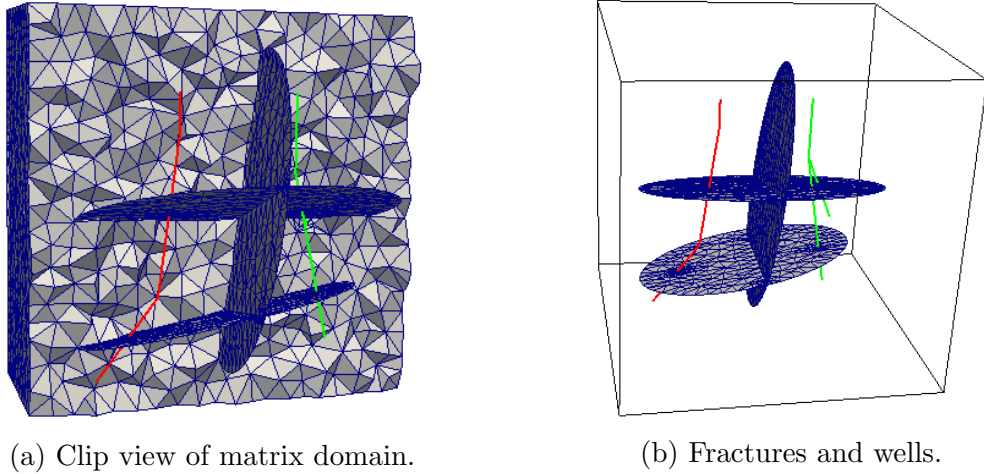 (a) Clip view of matrix domain.
(b) Fractures and wells.